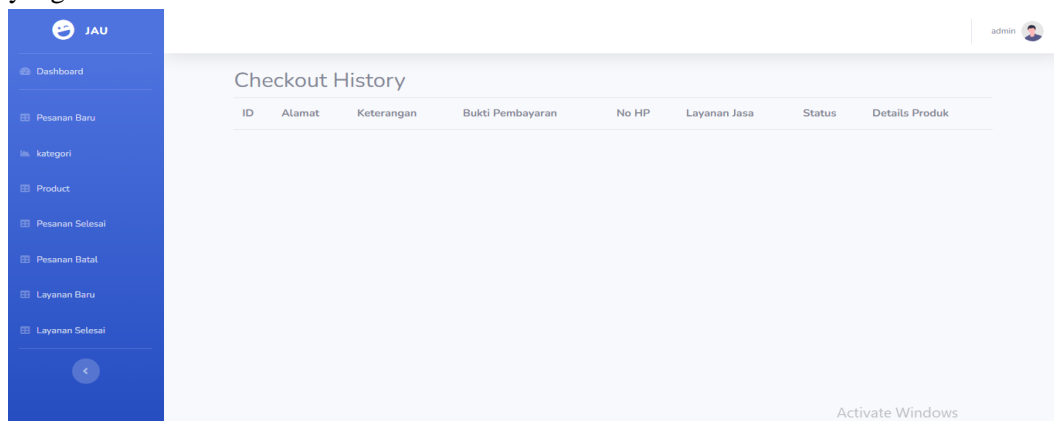 JAU
admin
Dashboard
Checkout History
ID Alamat Keterangan Bukti Pembayaran No HP Layanan Jasa Status Details Produk
Pesanan Baru
kategori
Product
Pesanan Selesai
Pesanan Batal
Layanan Baru
Layanan Selesai
Activate Windows